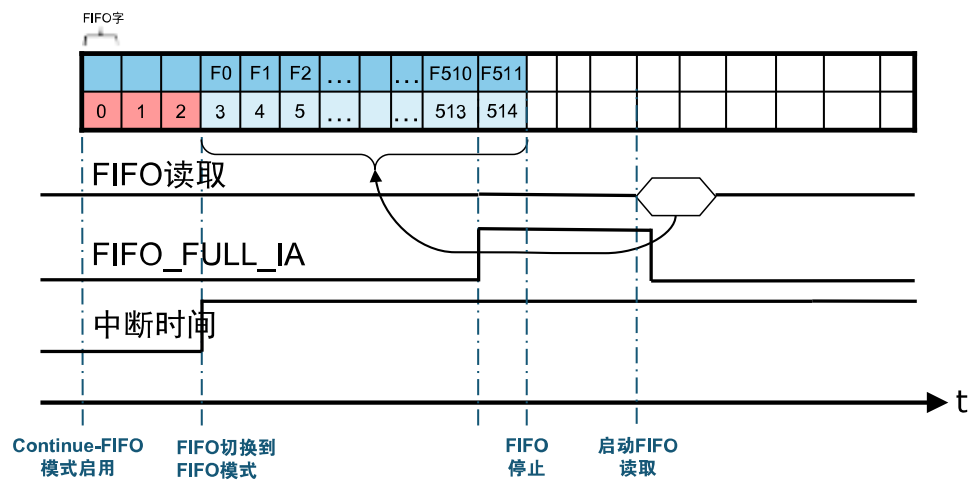 FIFO字
F0 F1 F2 ... ... F510 F511
0 1 2 3 4 5 ... ... 513 514
FIFO读取
FIFO_FULL_IA
中断时间
t
Continue-FIFO
模式启用
FIFO切换到
FIFO模式
FIFO
停止
启动FIFO
读取